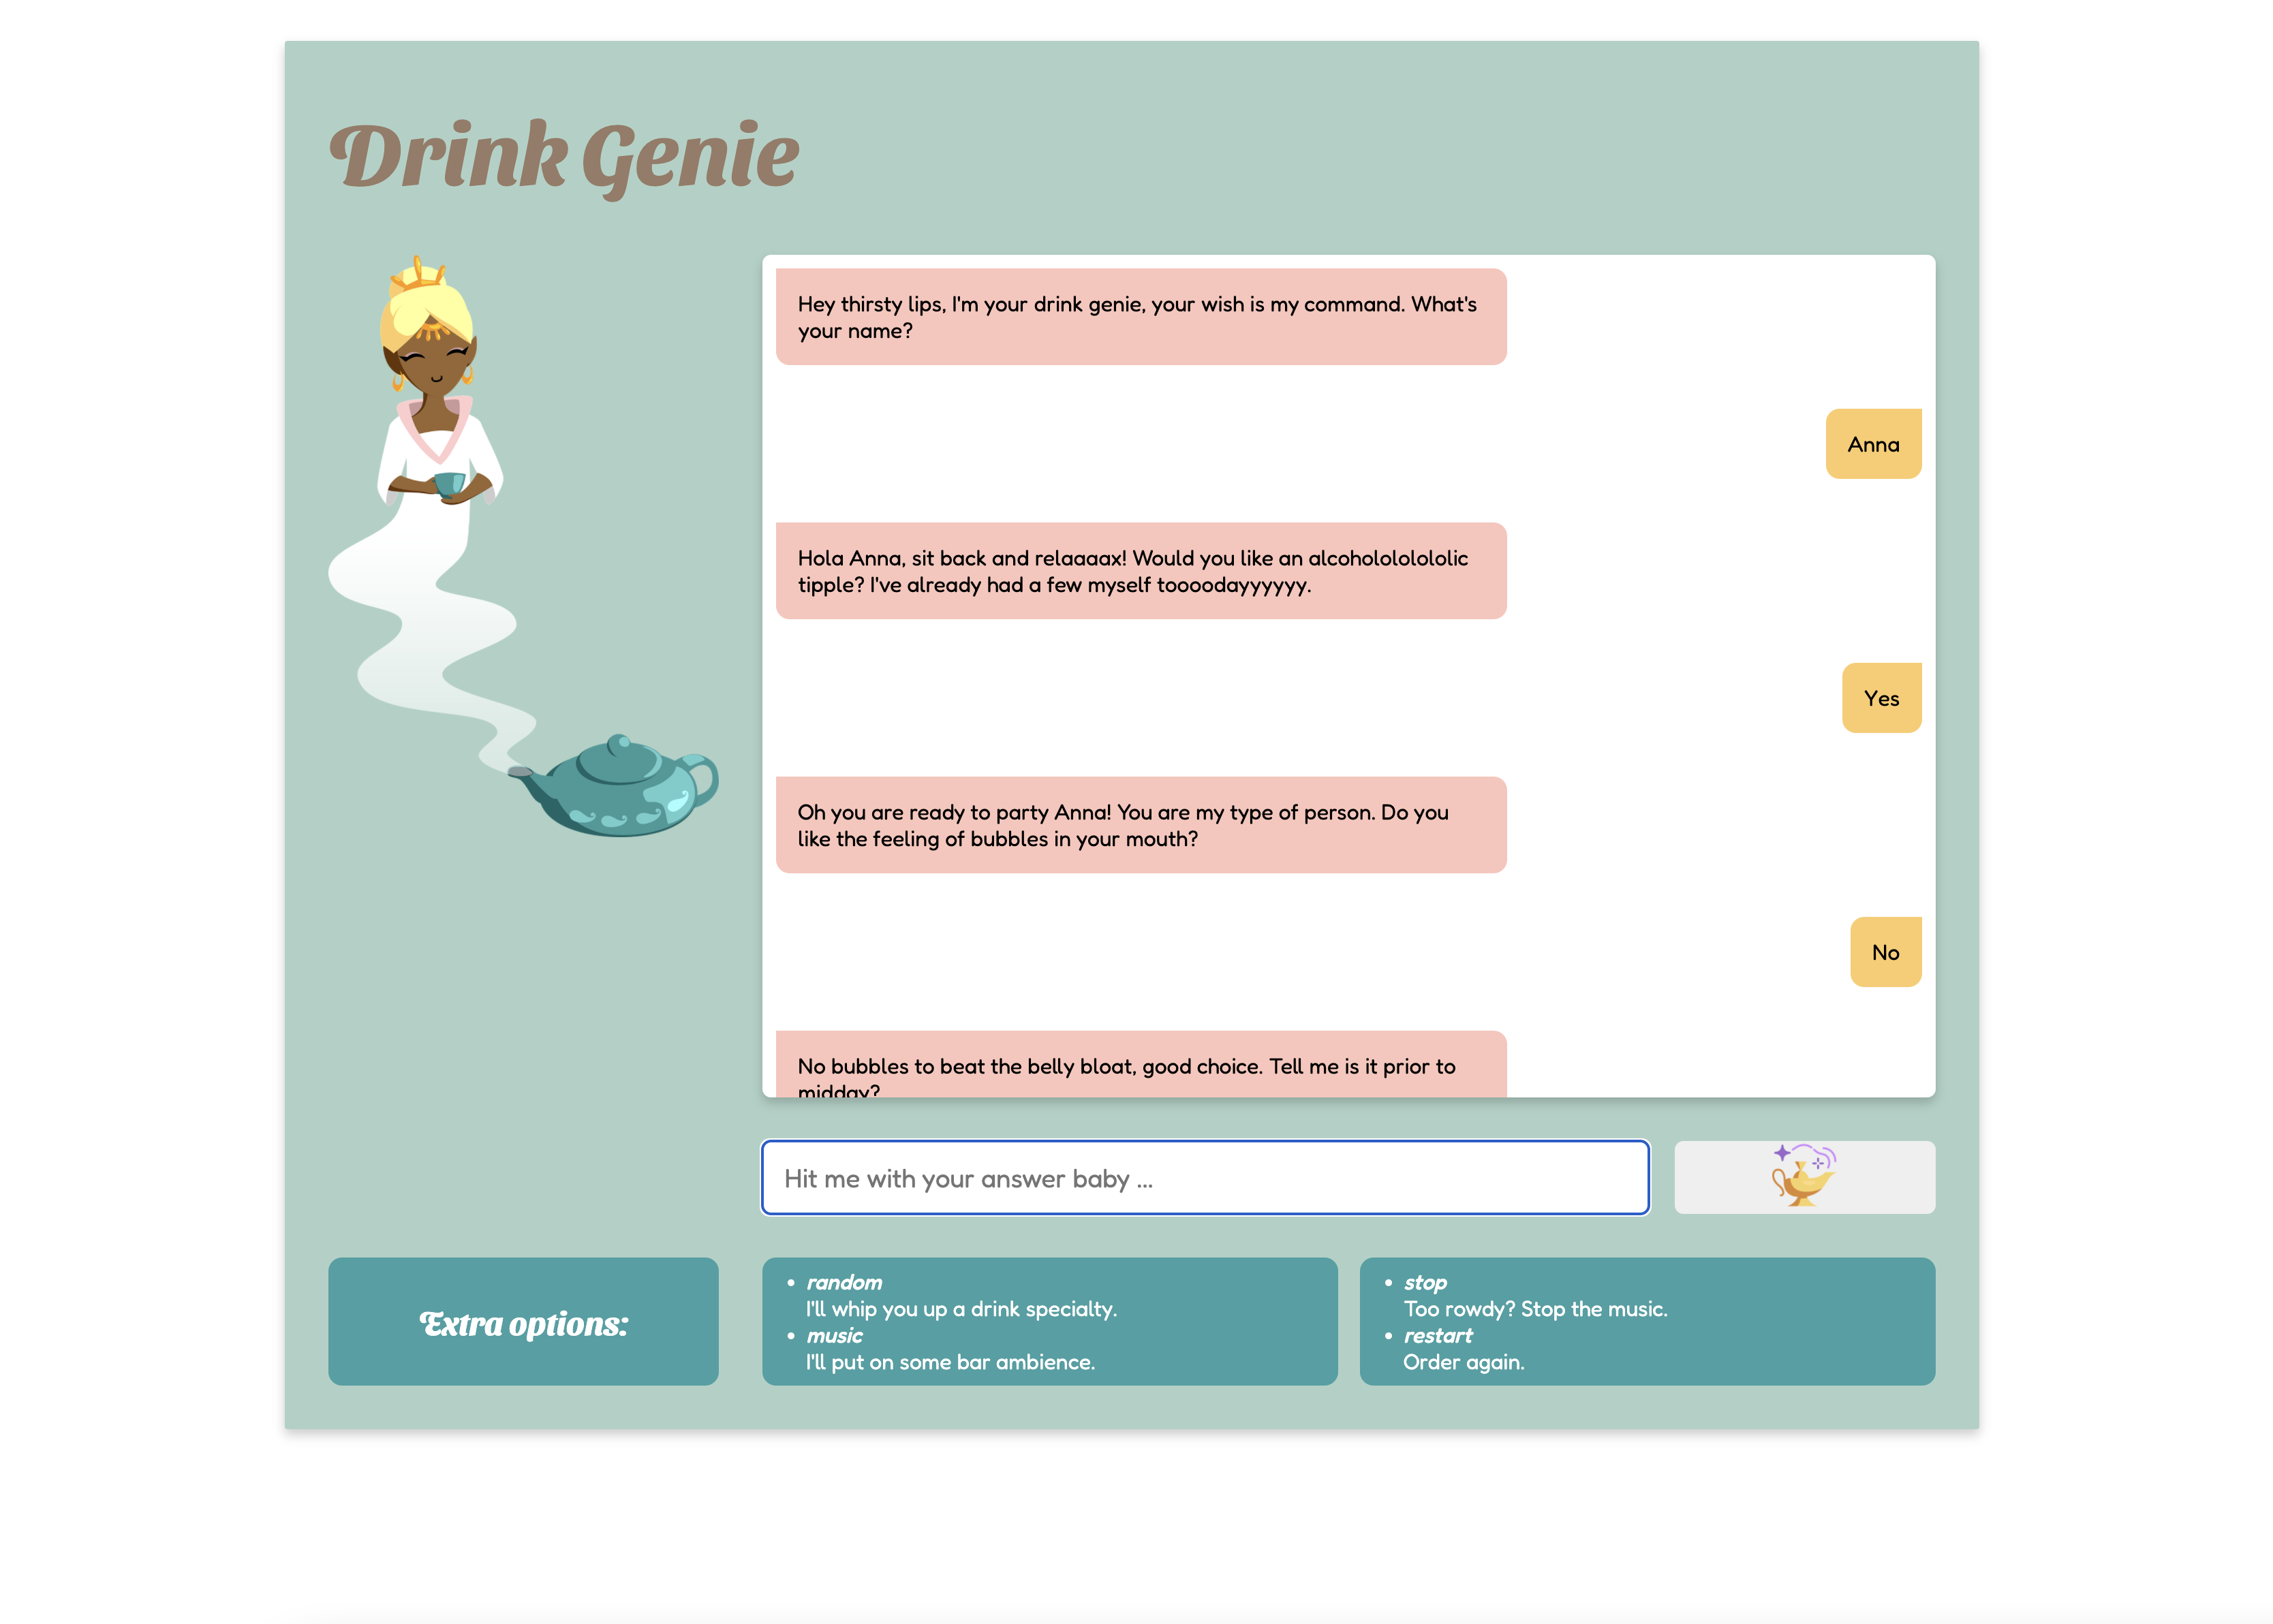 Drink Genie
Hey thirsty lips, I'm your drink genie, your wish is my command. What's
your name?
Anna
Hola Anna, sit back and relaaaax! Would you like an alcoholololololic
tipple? I've already had a few myself toooodayyyyyy.
Yes
Oh you are ready to party Anna! You are my type of person. Do you
like the feeling of bubbles in your mouth?
No
No bubbles to beat the belly bloat, good choice. Tell me is it prior to
midday?
Hit me with your answer baby ...
Extra options:
• random
I'll whip you up a drink specialty.
• music
I'll put on some bar ambience.
• stop
Too rowdy? Stop the music.
• restart
Order again.